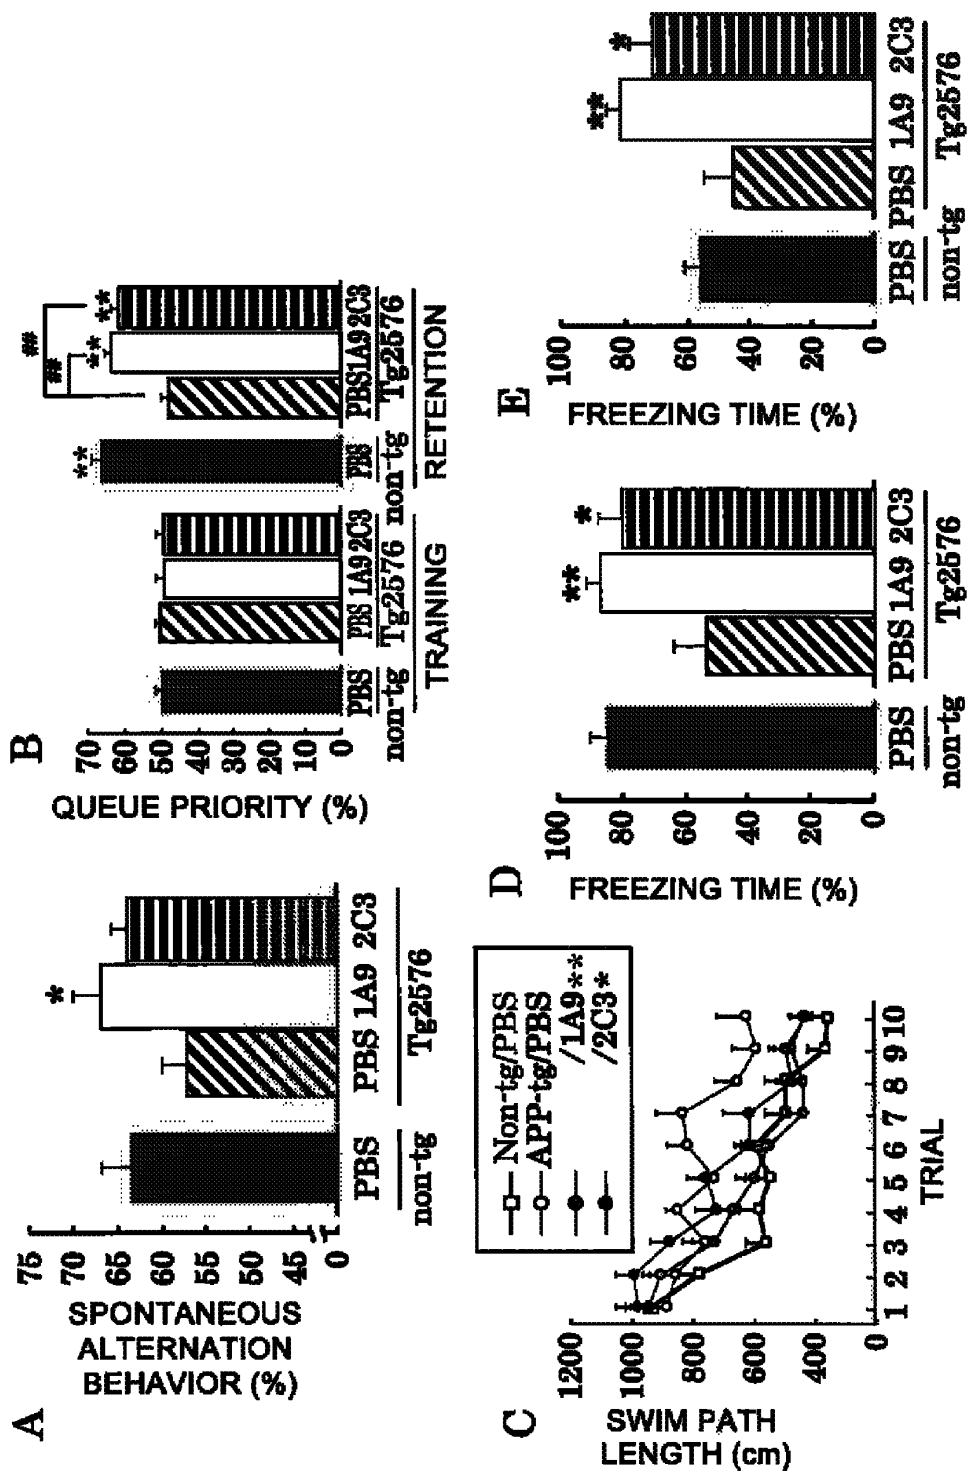 A
SPONTANEOUS
ALTERNATION
BEHAVIOR (%)
75
70
65
60
55
50
45
0
*
PBS PBS 1A9 2C3
non-tg Tg2576
B
QUEUE PRIORITY (%)
70
60
50
40
30
20
10
0
##
##
** ** **
PBS PBS 1A9 2C3 PBS PBS 1A9 2C3
non-tg Tg2576 non-tg Tg2576
TRAINING RETENTION
C
SWIM PATH
LENGTH (cm)
1200
1000
800
600
400
0
Non-tg/PBS
APP-tg/PBS
/1A9**
/2C3*
1 2 3 4 5 6 7 8 9 10
TRIAL
D
FREEZING TIME (%)
100
80
60
40
20
0
** *
PBS PBS 1A9 2C3
non-tg Tg2576
E
FREEZING TIME (%)
100
80
60
40
20
0
** *
PBS PBS 1A9 2C3
non-tg Tg2576